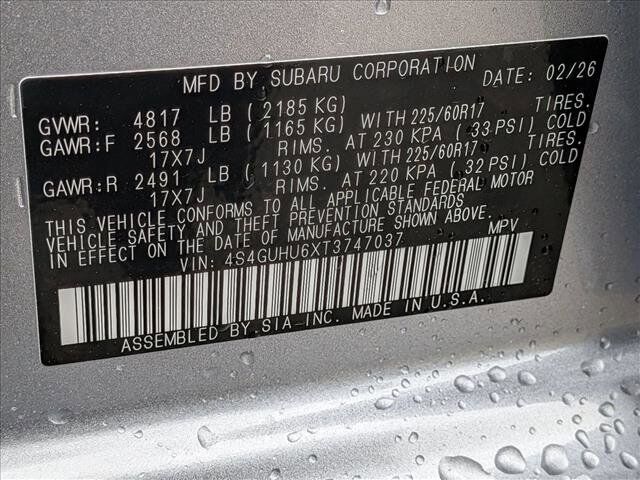 MFD BY SUBARU CORPORATION DATE: 02/26
GVWR: 4817 LB (2185 KG)
GAWR:F 2568 LB (1165 KG) WITH 225/60R17 TIRES.
17X7J RIMS. AT 230 KPA (33 PSI) COLD
GAWR:R 2491 LB (1130 KG) WITH 225/60R17 TIRES.
17X7J RIMS. AT 220 KPA (32 PSI) COLD
THIS VEHICLE CONFORMS TO ALL APPLICABLE FEDERAL MOTOR
VEHICLE SAFETY AND THEFT PREVENTION STANDARDS
IN EFFECT ON THE DATE OF MANUFACTURE SHOWN ABOVE.
VIN: 4S4GUHU6XT3747037 MPV
ASSEMBLED BY SIA-INC. MADE IN U.S.A.